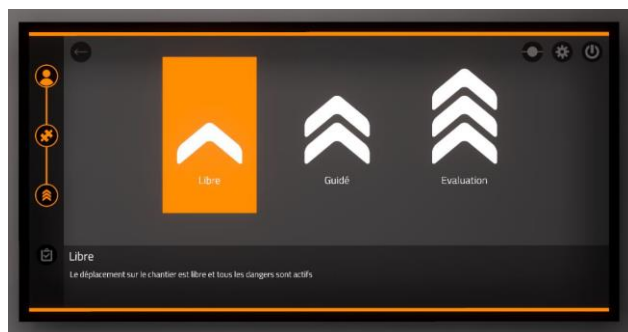 Libre
Guidé
Evaluation
Libre
Le déplacement sur le chantier est libre et tous les dangers sont actifs